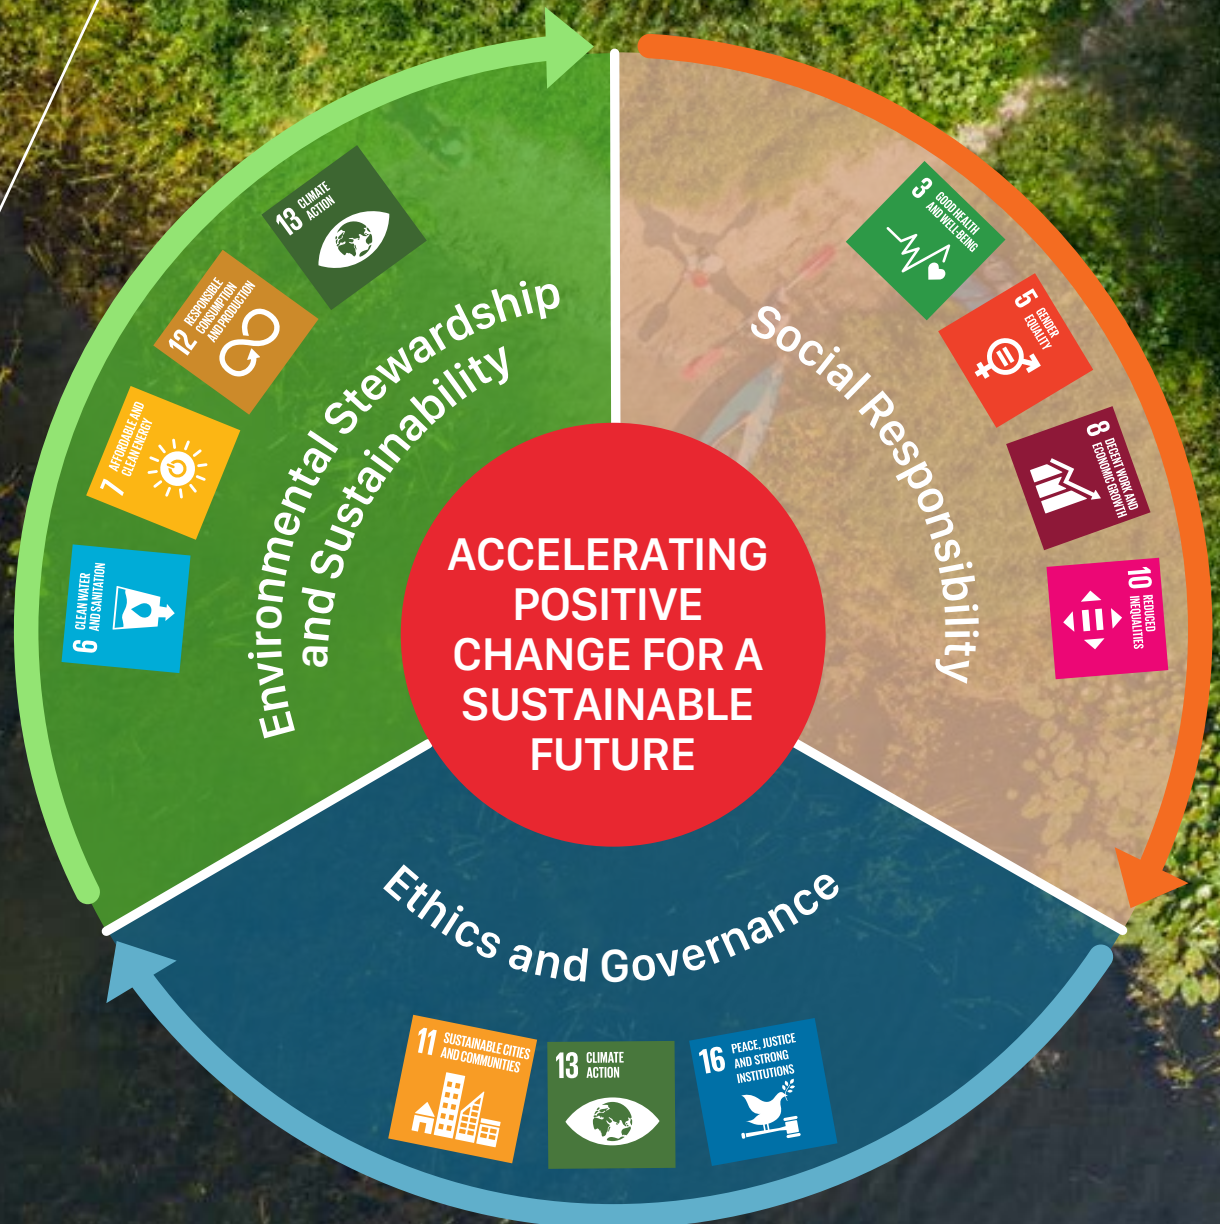 13 CLIMATE
ACTION
12 RESPONSIBLE
CONSUMPTION
AND PRODUCTION
7 AFFORDABLE AND
CLEAN ENERGY
6 CLEAN WATER
AND SANITATION
Environmental Stewardship
and Sustainability
3 GOOD HEALTH
AND WELL-BEING
5 GENDER
EQUALITY
8 DECENT WORK AND
ECONOMIC GROWTH
10 REDUCED
INEQUALITIES
Social Responsibility
ACCELERATING
POSITIVE
CHANGE FOR A
SUSTAINABLE
FUTURE
Ethics and Governance
11 SUSTAINABLE CITIES
AND COMMUNITIES
13 CLIMATE
ACTION
16 PEACE, JUSTICE
AND STRONG
INSTITUTIONS